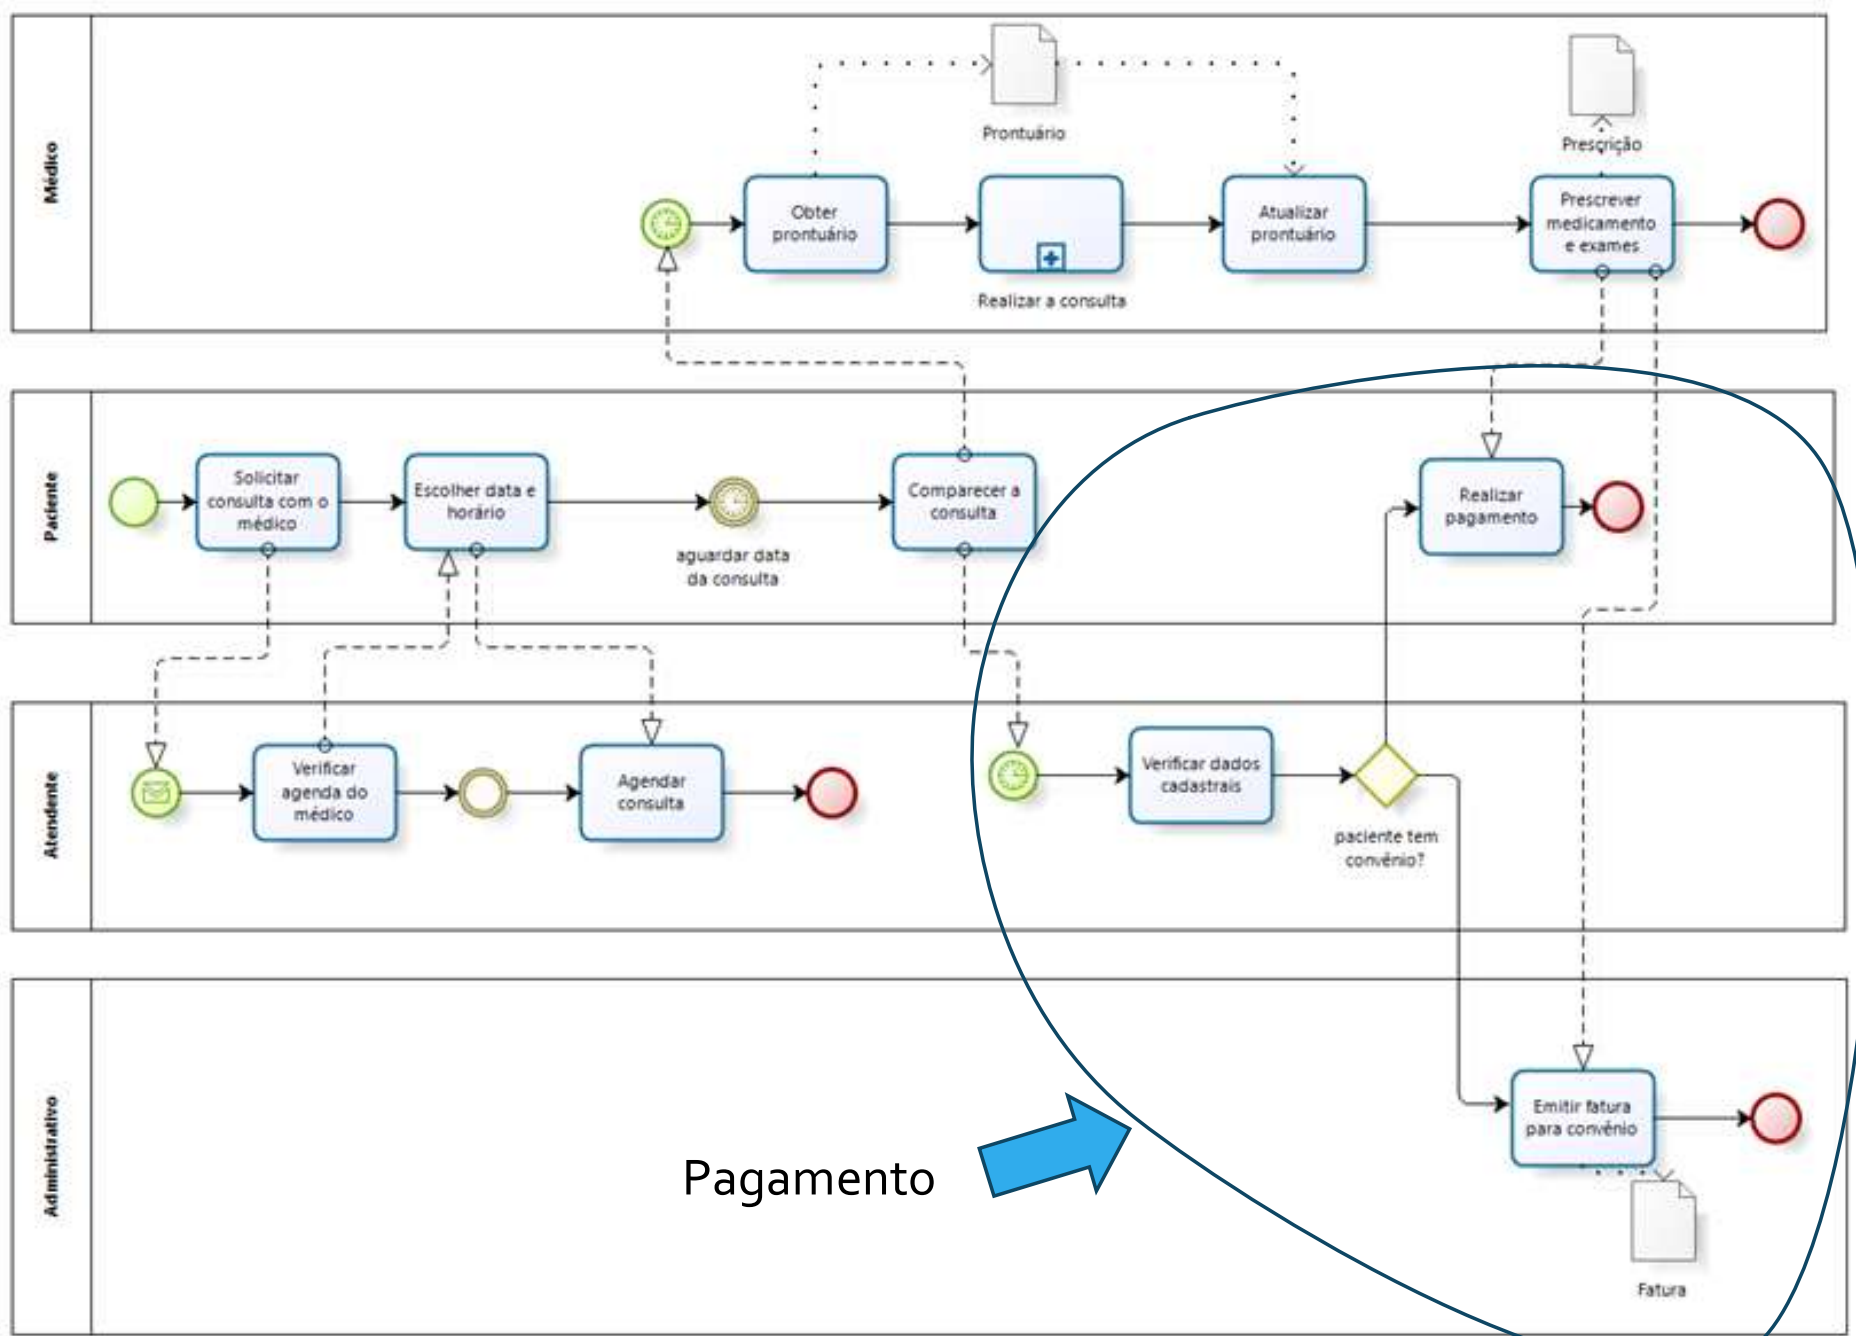 Médico
Prontuário
Prescrição
Obter
prontuário
Realizar a consulta
Atualizar
prontuário
Prescrever
medicamento
e exames
Paciente
Solicitar
consulta com o
médico
Escolher data e
horário
aguardar data
da consulta
Comparecer a
consulta
Realizar
pagamento
Atendente
Verificar
agenda do
médico
Agendar
consulta
Verificar dados
cadastrais
paciente tem
convênio?
Administrativo
Pagamento
Emitir fatura
para convênio
Fatura